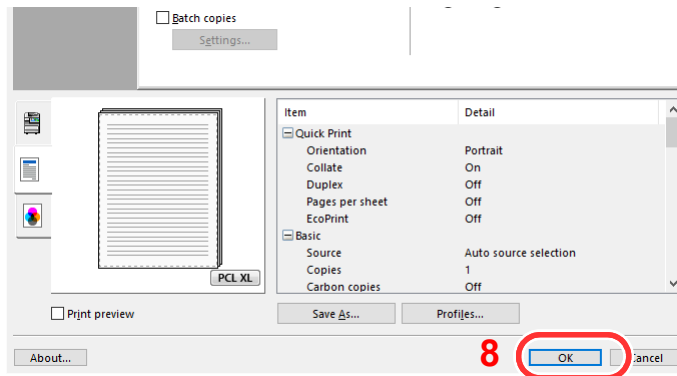 Batch copies
Settings...
Item Detail
Quick Print
Orientation Portrait
Collate On
Duplex Off
Pages per sheet Off
EcoPrint Off
Basic
Source Auto source selection
Copies 1
Carbon copies Off
PCL XL
Print preview
Save As... Profiles...
About... 8 OK Cancel